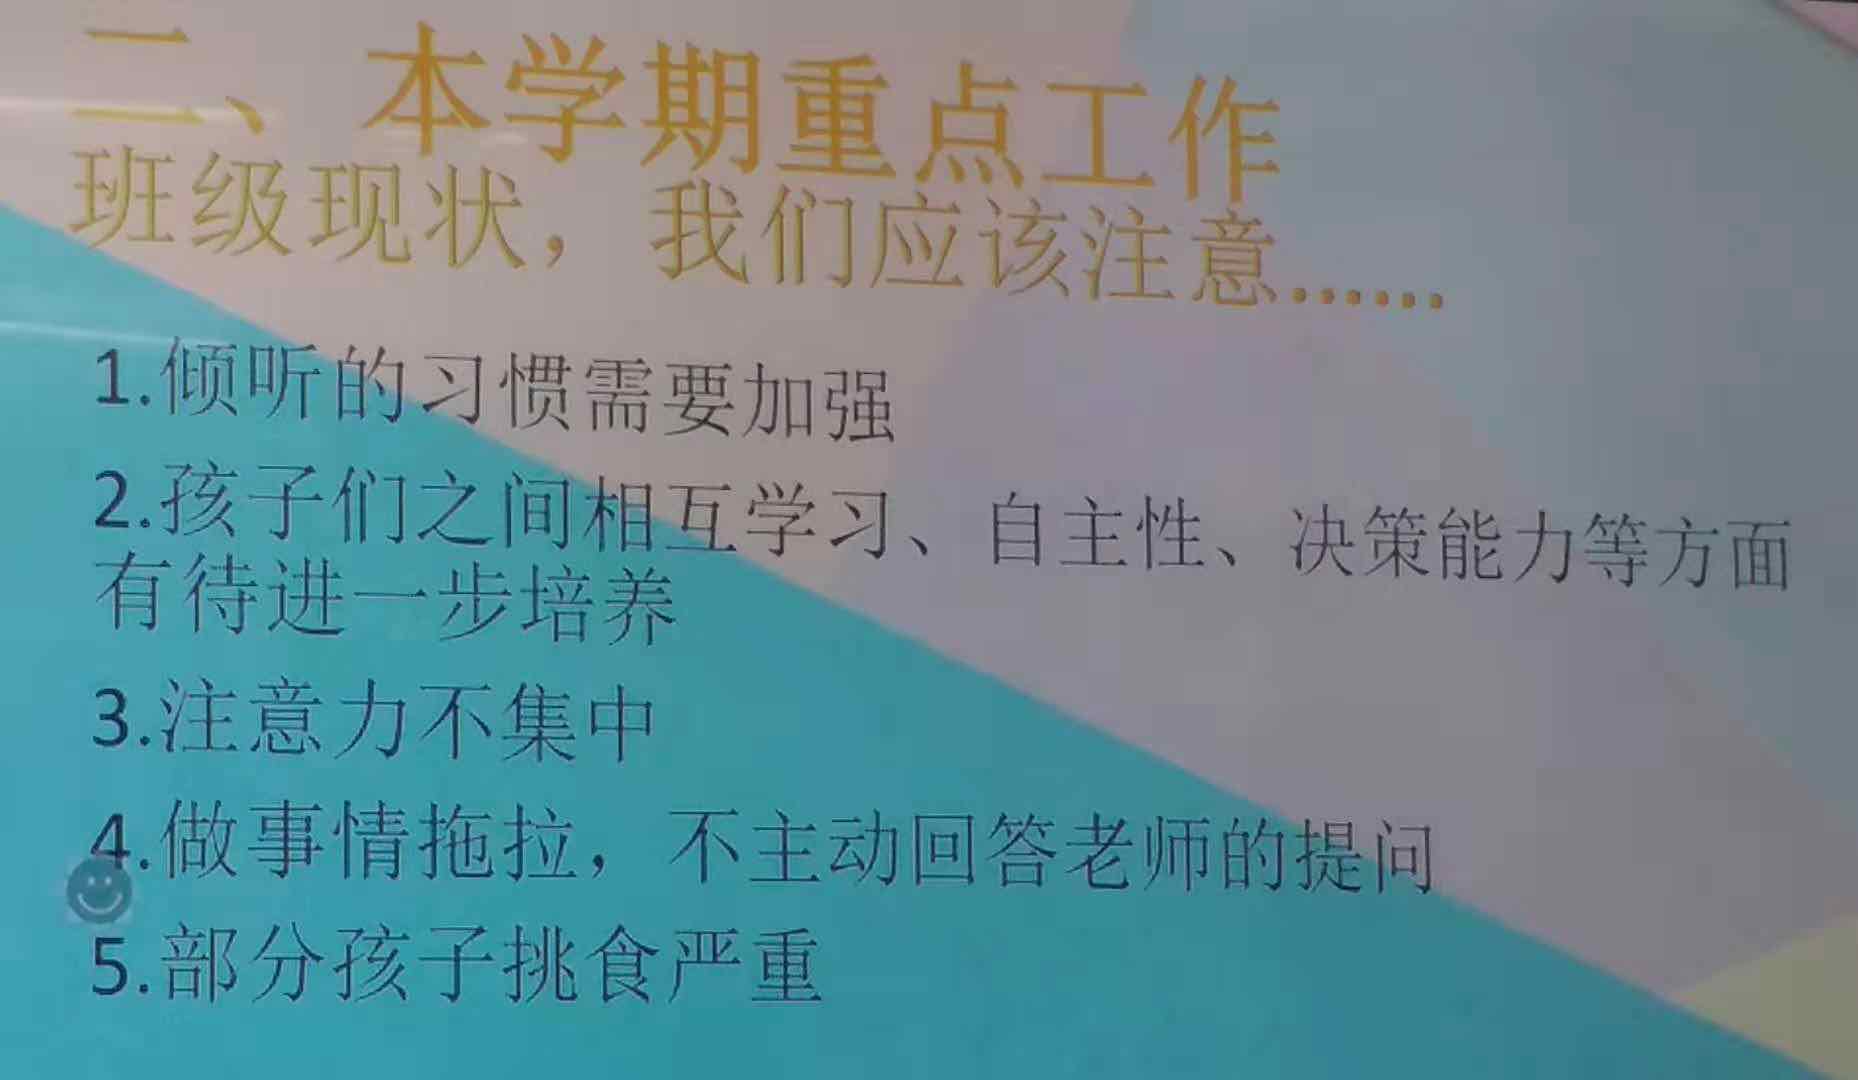 二、本学期重点工作
班级现状，我们应该注意......
1.倾听的习惯需要加强
2.孩子们之间相互学习、自主性、决策能力等方面
有待进一步培养
3.注意力不集中
4.做事情拖拉，不主动回答老师的提问
5.部分孩子挑食严重